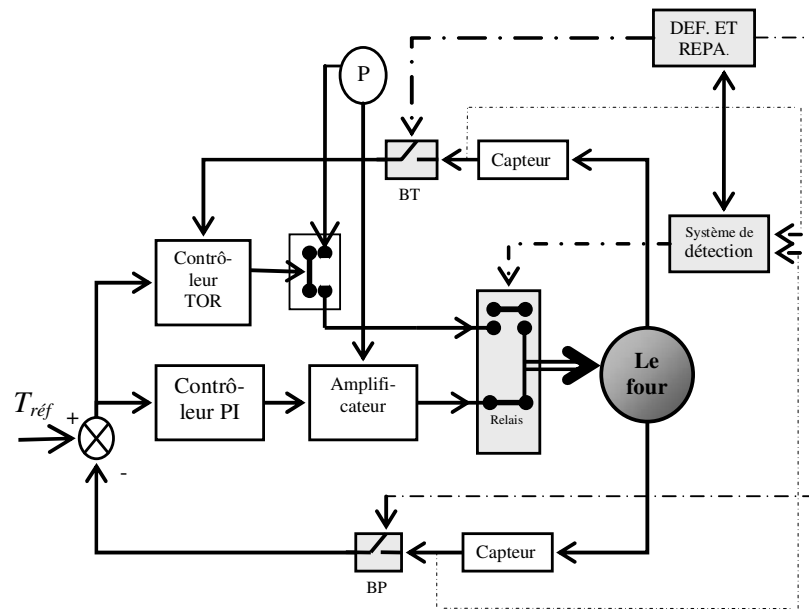 DEF. ET
REPA.
P
Capteur
BT
Contrô-
leur
TOR
Système de
détection
Le
four
Contrô-
leur PI
Amplifi-
cateur
Relais
Tréf
+
-
Capteur
BP